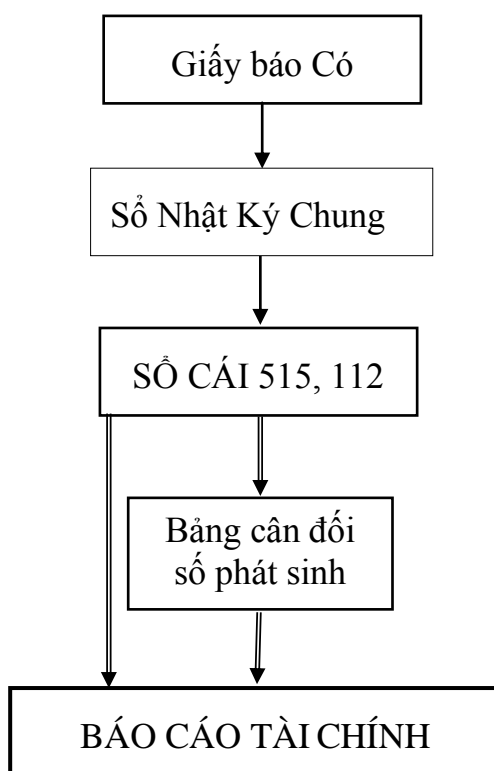 Giấy báo Có
Sổ Nhật Ký Chung
SỔ CÁI 515, 112
Bảng cân đối
số phát sinh
BÁO CÁO TÀI CHÍNH